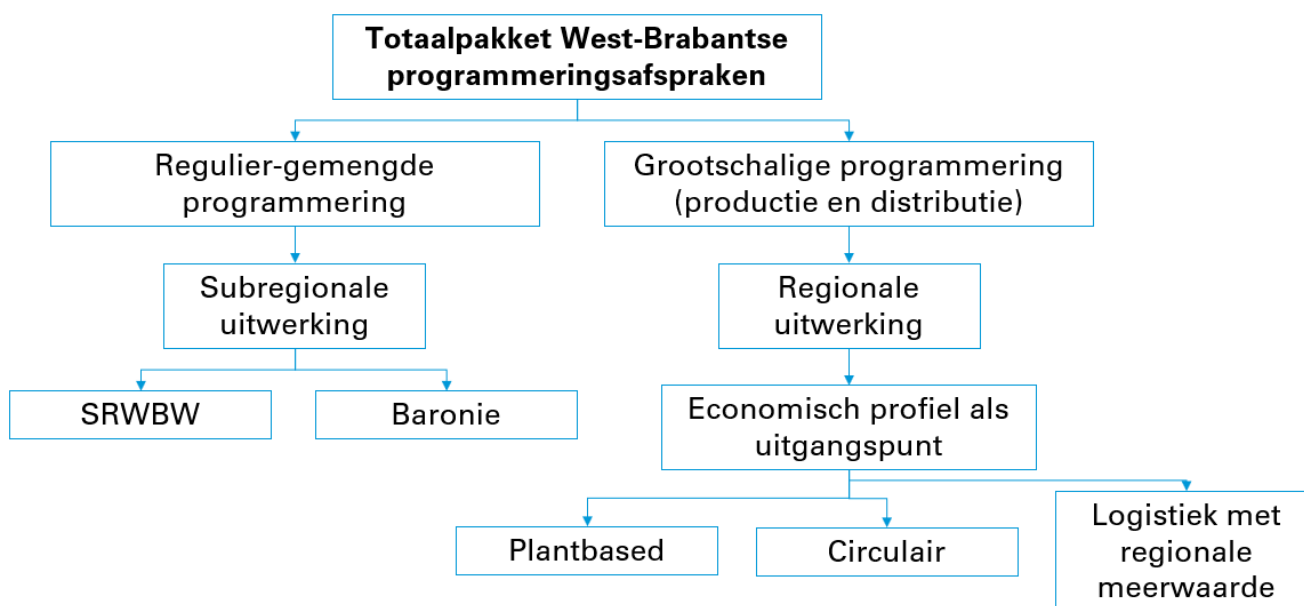 Totaalpakket West-Brabantse
programmeringsafspraken
Regulier-gemengde
programmering
Grootschalige programmering
(productie en distributie)
Subregionale
uitwerking
Regionale
uitwerking
SRWBW
Baronie
Economisch profiel als
uitgangspunt
Plantbased
Circulair
Logistiek met
regionale
meerwaarde